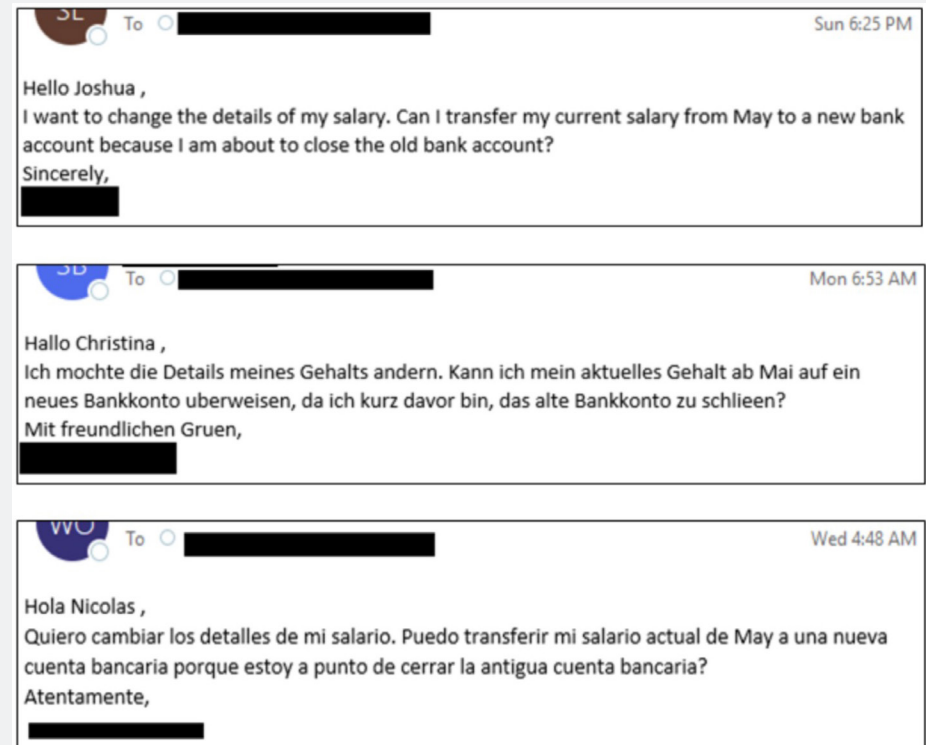 To
Sun 6:25 PM
Hello Joshua ,
I want to change the details of my salary. Can I transfer my current salary from May to a new bank
account because I am about to close the old bank account?
Sincerely,
To
Mon 6:53 AM
Hallo Christina ,
Ich mochte die Details meines Gehalts andern. Kann ich mein aktuelles Gehalt ab Mai auf ein
neues Bankkonto uberweisen, da ich kurz davor bin, das alte Bankkonto zu schlieen?
Mit freundlichen Gruen,
WO
To
Wed 4:48 AM
Hola Nicolas ,
Quiero cambiar los detalles de mi salario. Puedo transferir mi salario actual de May a una nueva
cuenta bancaria porque estoy a punto de cerrar la antigua cuenta bancaria?
Atentamente,